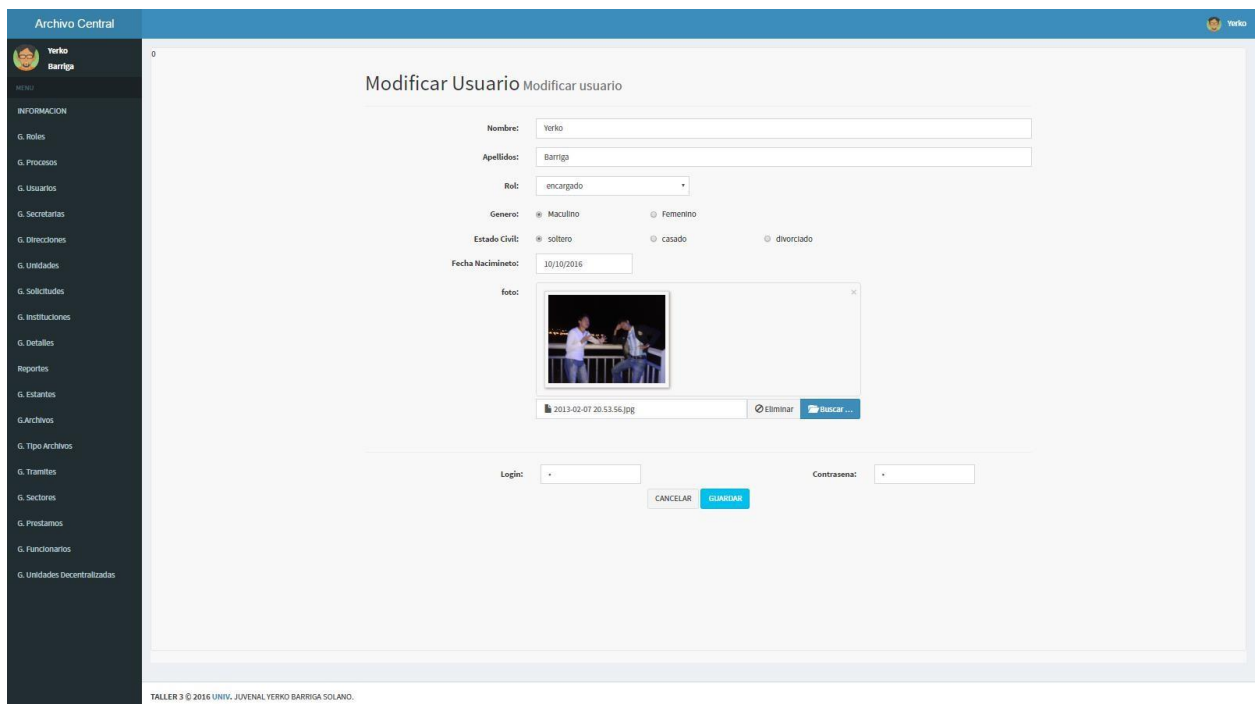 Archivo Central
Yerko
Yerko
Barriga
MENU
INFORMACION
G. Roles
G. Procesos
G. Usuarios
G. Secretarias
G. Direcciones
G. Unidades
G. Solicitudes
G. Instituciones
G. Detalles
Reportes
G. Estantes
G.Archivos
G. Tipo Archivos
G. Tramites
G. Sectores
G. Prestamos
G. Funcionarios
G. Unidades Decentralizadas
0
Modificar Usuario Modificar usuario
Nombre: Yerko
Apellidos: Barriga
Rol: encargado
Genero: Maculino Femenino
Estado Civil: soltero casado divorciado
Fecha Nacimineto: 10/10/2016
foto: ×
2013-02-07 20.53.56.jpg Eliminar Buscar ...
Login: • Contrasena: •
CANCELAR GUARDAR
TALLER 3 © 2016 UNIV. JUVENAL YERKO BARRIGA SOLANO.